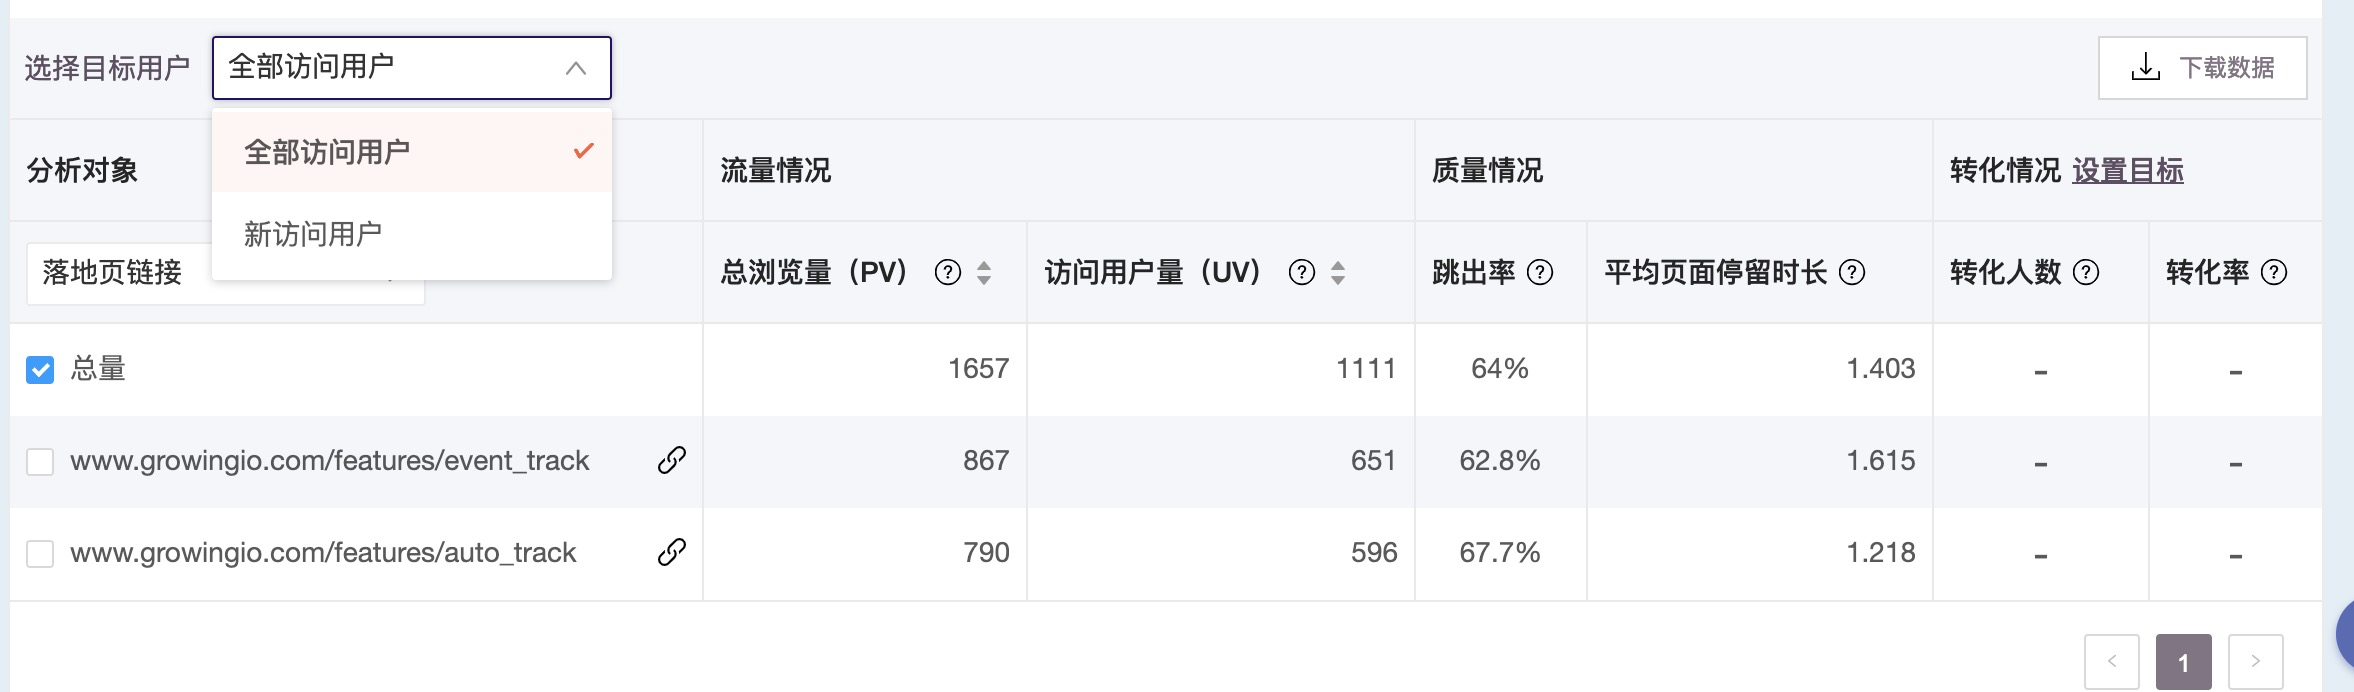 选择目标用户 全部访问用户 下载数据
全部访问用户
新访问用户
分析对象 流量情况 质量情况 转化情况 设置目标
落地页链接 总浏览量（PV） ? 访问用户量（UV） ? 跳出率 ? 平均页面停留时长 ? 转化人数 ? 转化率 ?
总量 1657 1111 64% 1.403 - -
www.growingio.com/features/event_track 867 651 62.8% 1.615 - -
www.growingio.com/features/auto_track 790 596 67.7% 1.218 - -
< 1 >